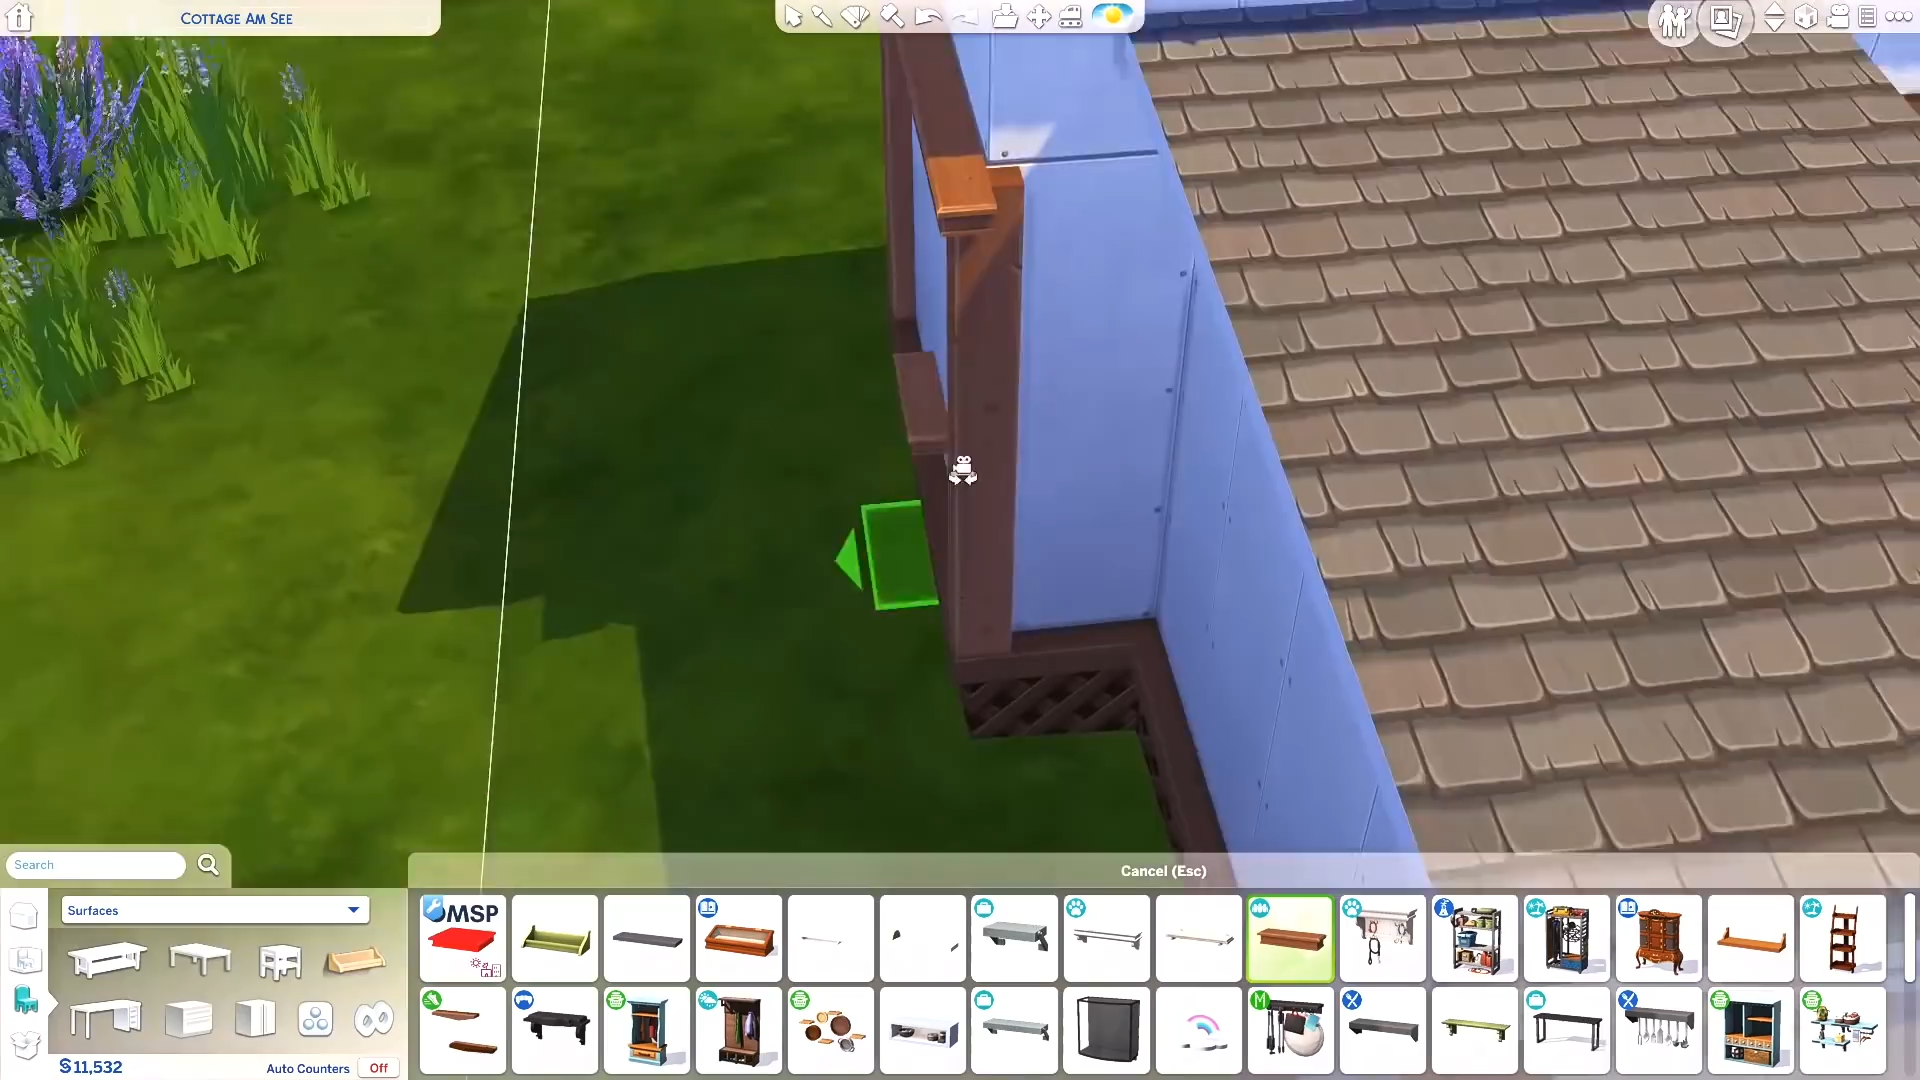 Cottage Am See
Cancel (Esc)
Search
Surfaces
MSP
M
§11,532
Auto Counters Off